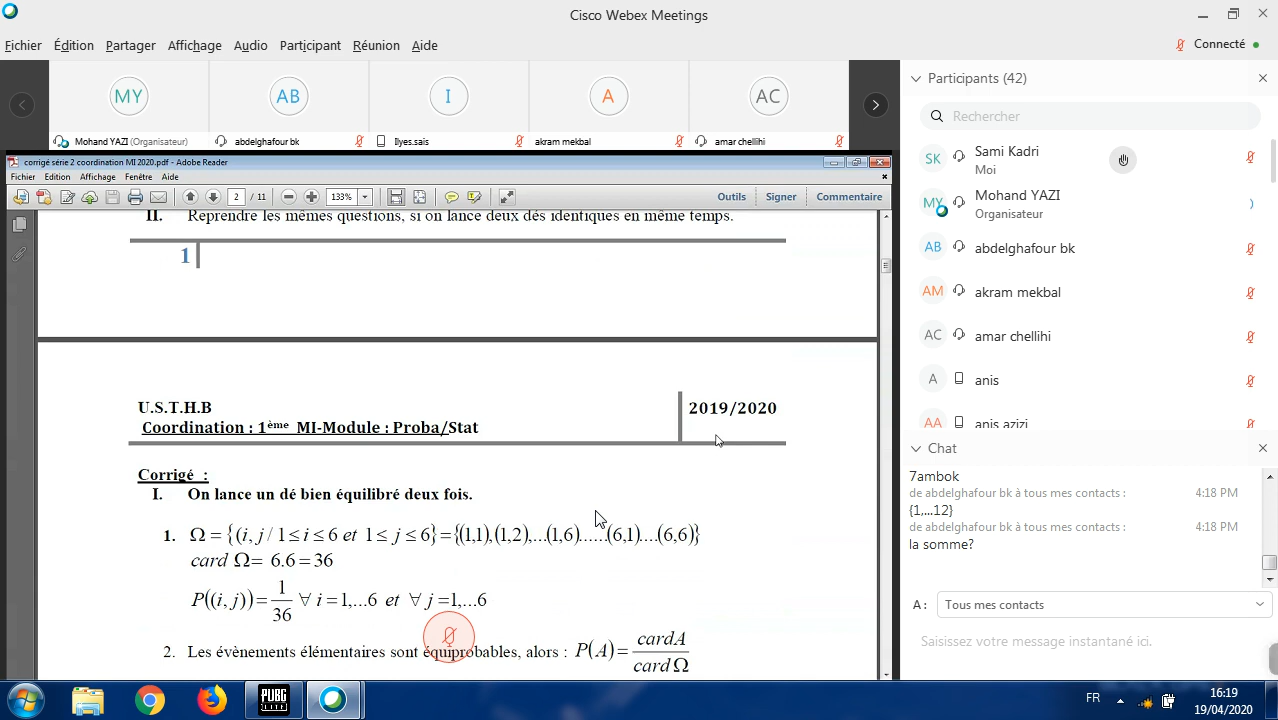 Cisco Webex Meetings
Fichier Édition Partager Affichage Audio Participant Réunion Aide
Connecté
MY AB I A AC
Mohand YAZI (Organisateur) abdelghafour bk Ilyes.sais akram mekbal amar chellihi
corrigé série 2 coordination MI 2020.pdf - Adobe Reader
Fichier Edition Affichage Fenêtre Aide
2 / 11 133% Outils Signer Commentaire
II. Reprendre les mêmes questions, si on lance deux dés identiques en même temps.
1
U.S.T.H.B 2019/2020
Coordination : 1ème MI-Module : Proba/Stat
Corrigé :
I. On lance un dé bien équilibré deux fois.
1. Ω = {(i, j / 1 ≤ i ≤ 6 et 1 ≤ j ≤ 6} = {(1,1),(1,2),...(1,6)......(6,1)....(6,6)}
card Ω = 6.6 = 36
P((i, j)) = 1/36 ∀ i = 1,...6 et ∀ j = 1,...6
2. Les évènements élémentaires sont équiprobables, alors : P(A) = cardA / card Ω
Participants (42)
Rechercher
SK Sami Kadri
Moi
MY Mohand YAZI
Organisateur
AB abdelghafour bk
AM akram mekbal
AC amar chellihi
A anis
AA anis azizi
Chat
7ambok
de abdelghafour bk à tous mes contacts : 4:18 PM
{1,...12}
de abdelghafour bk à tous mes contacts : 4:18 PM
la somme?
A : Tous mes contacts
Saisissez votre message instantané ici.
PUBG LITE
FR
16:19
19/04/2020